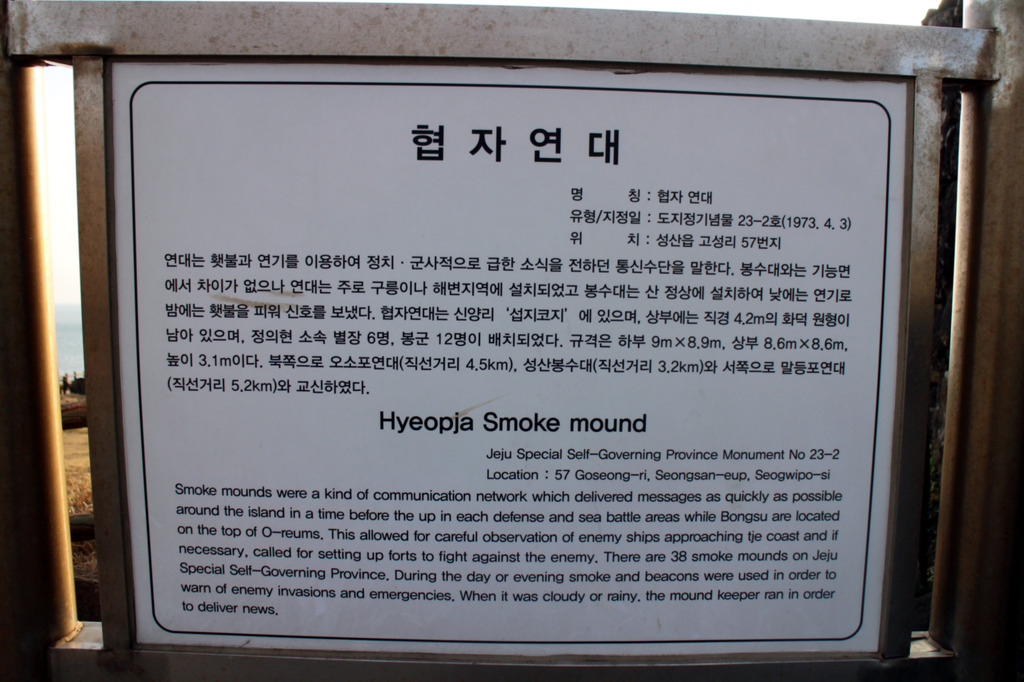 협 자 연 대
명 칭 : 협자 연대
유형/지정일 : 도지정기념물 23-2호(1973. 4. 3)
위 치 : 성산읍 고성리 57번지
연대는 횃불과 연기를 이용하여 정치 · 군사적으로 급한 소식을 전하던 통신수단을 말한다. 봉수대와는 기능면
에서 차이가 없으나 연대는 주로 구릉이나 해변지역에 설치되었고 봉수대는 산 정상에 설치하여 낮에는 연기로
밤에는 횃불을 피워 신호를 보냈다. 협자연대는 신양리 ‘섭지코지’에 있으며, 상부에는 직경 4.2m의 화덕 원형이
남아 있으며, 정의현 소속 별장 6명, 봉군 12명이 배치되었다. 규격은 하부 9m×8.9m, 상부 8.6m×8.6m,
높이 3.1m이다. 북쪽으로 오소포연대(직선거리 4.5km), 성산봉수대(직선거리 3.2km)와 서쪽으로 말등포연대
(직선거리 5.2km)와 교신하였다.
Hyeopja Smoke mound
Jeju Special Self-Governing Province Monument No 23-2
Location : 57 Goseong-ri, Seongsan-eup, Seogwipo-si
Smoke mounds were a kind of communication network which delivered messages as quickly as possible
around the island in a time before the up in each defense and sea battle areas while Bongsu are located
on the top of O-reums. This allowed for careful observation of enemy ships approaching tje coast and if
necessary, called for setting up forts to fight against the enemy. There are 38 smoke mounds on Jeju
Special Self-Governing Province. During the day or evening smoke and beacons were used in order to
warn of enemy invasions and emergencies. When it was cloudy or rainy. the mound keeper ran in order
to deliver news.